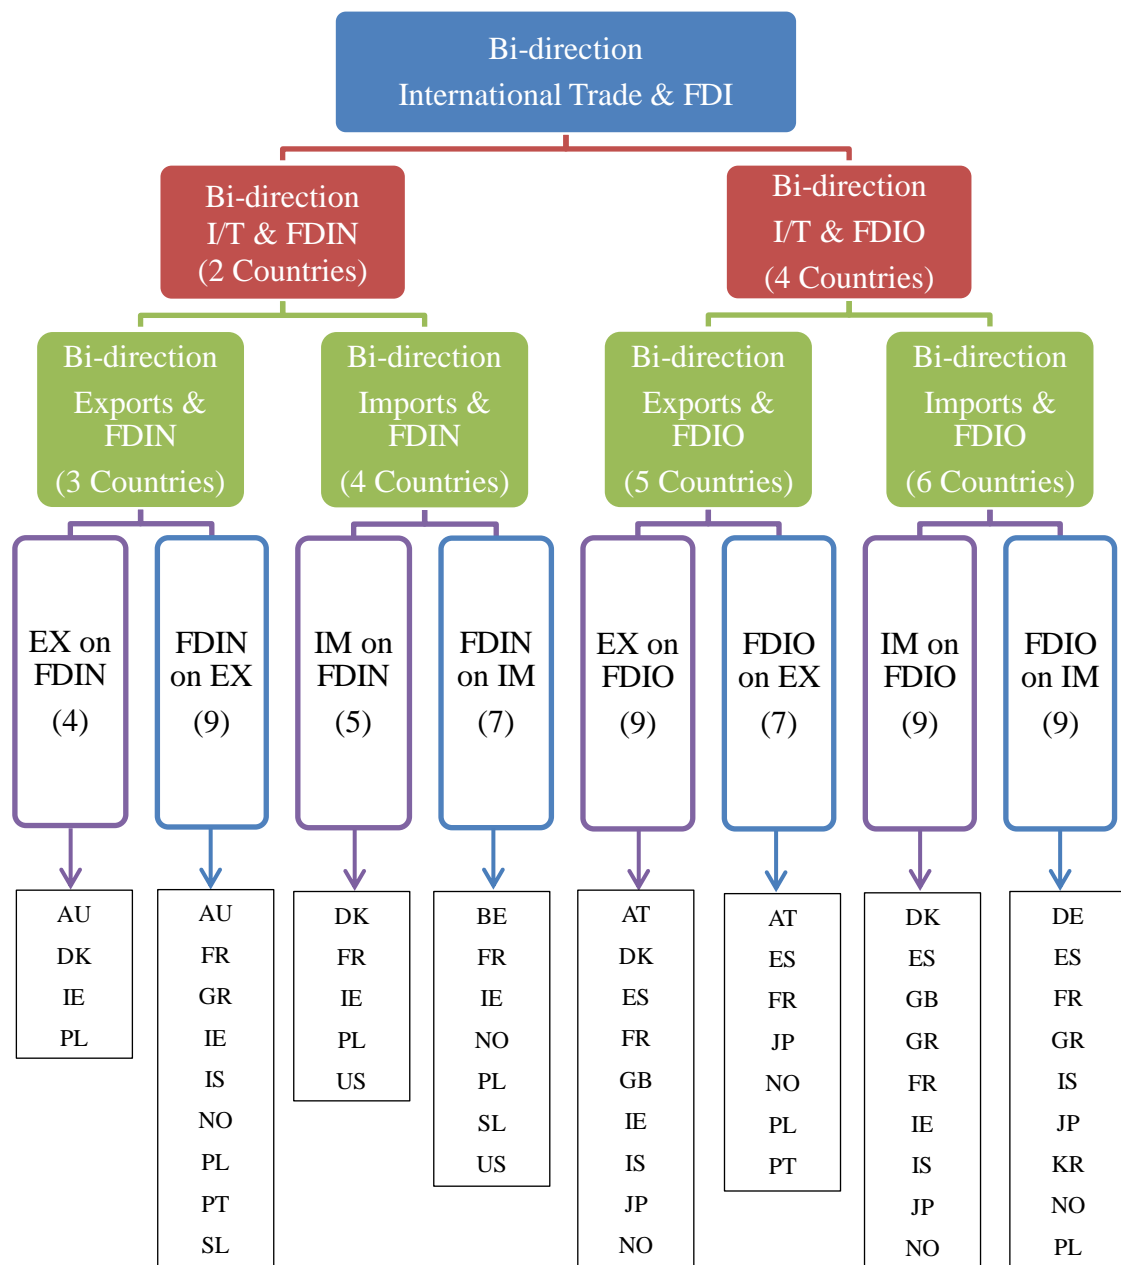 Bi-direction
International Trade & FDI
Bi-direction
I/T & FDIN
(2 Countries)
Bi-direction
I/T & FDIO
(4 Countries)
Bi-direction
Exports &
FDIN
(3 Countries)
Bi-direction
Imports &
FDIN
(4 Countries)
Bi-direction
Exports &
FDIO
(5 Countries)
Bi-direction
Imports &
FDIO
(6 Countries)
EX on
FDIN
(4)
FDIN
on EX
(9)
IM on
FDIN
(5)
FDIN
on IM
(7)
EX on
FDIO
(9)
FDIO
on EX
(7)
IM on
FDIO
(9)
FDIO
on IM
(9)
AU
DK
IE
PL
AU
FR
GR
IE
IS
NO
PL
PT
SL
DK
FR
IE
PL
US
BE
FR
IE
NO
PL
SL
US
AT
DK
ES
FR
GB
IE
IS
JP
NO
AT
ES
FR
JP
NO
PL
PT
DK
ES
GB
GR
FR
IE
IS
JP
NO
DE
ES
FR
GR
IS
JP
KR
NO
PL